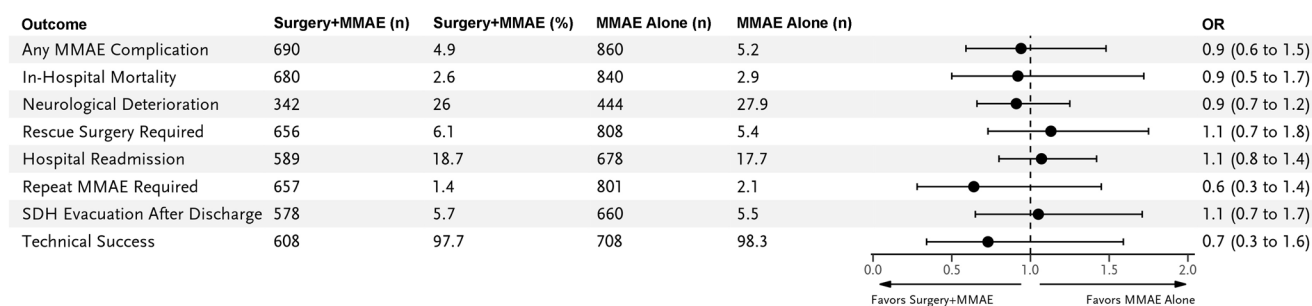 Outcome Surgery+MMAE (n) Surgery+MMAE (%) MMAE Alone (n) MMAE Alone (n) OR
Any MMAE Complication 690 4.9 860 5.2 0.9 (0.6 to 1.5)
In-Hospital Mortality 680 2.6 840 2.9 0.9 (0.5 to 1.7)
Neurological Deterioration 342 26 444 27.9 0.9 (0.7 to 1.2)
Rescue Surgery Required 656 6.1 808 5.4 1.1 (0.7 to 1.8)
Hospital Readmission 589 18.7 678 17.7 1.1 (0.8 to 1.4)
Repeat MMAE Required 657 1.4 801 2.1 0.6 (0.3 to 1.4)
SDH Evacuation After Discharge 578 5.7 660 5.5 1.1 (0.7 to 1.7)
Technical Success 608 97.7 708 98.3 0.7 (0.3 to 1.6)
0.0 0.5 1.0 1.5 2.0
Favors Surgery+MMAE Favors MMAE Alone